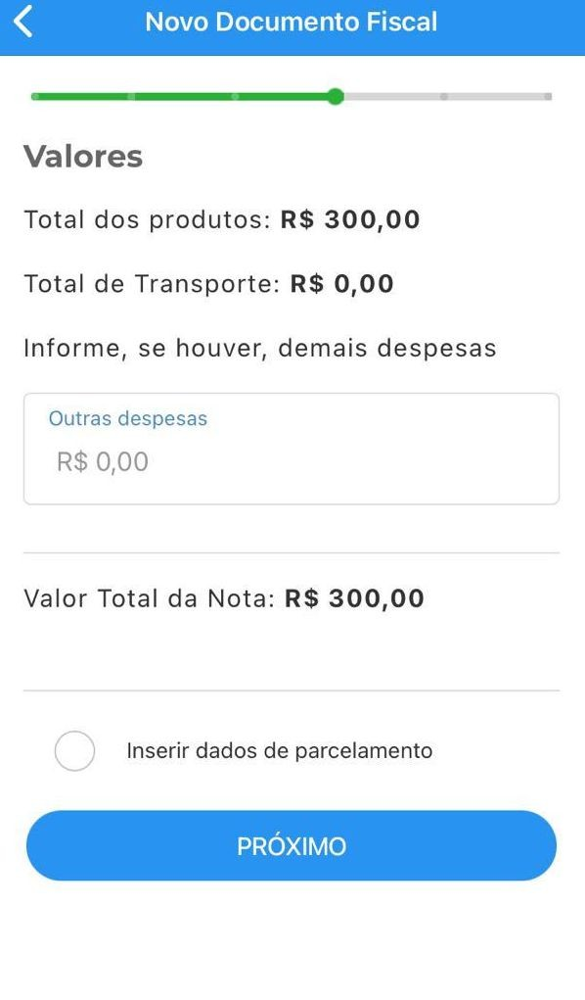 Novo Documento Fiscal
Valores
Total dos produtos: R$ 300,00
Total de Transporte: R$ 0,00
Informe, se houver, demais despesas
Outras despesas
R$ 0,00
Valor Total da Nota: R$ 300,00
Inserir dados de parcelamento
PRÓXIMO